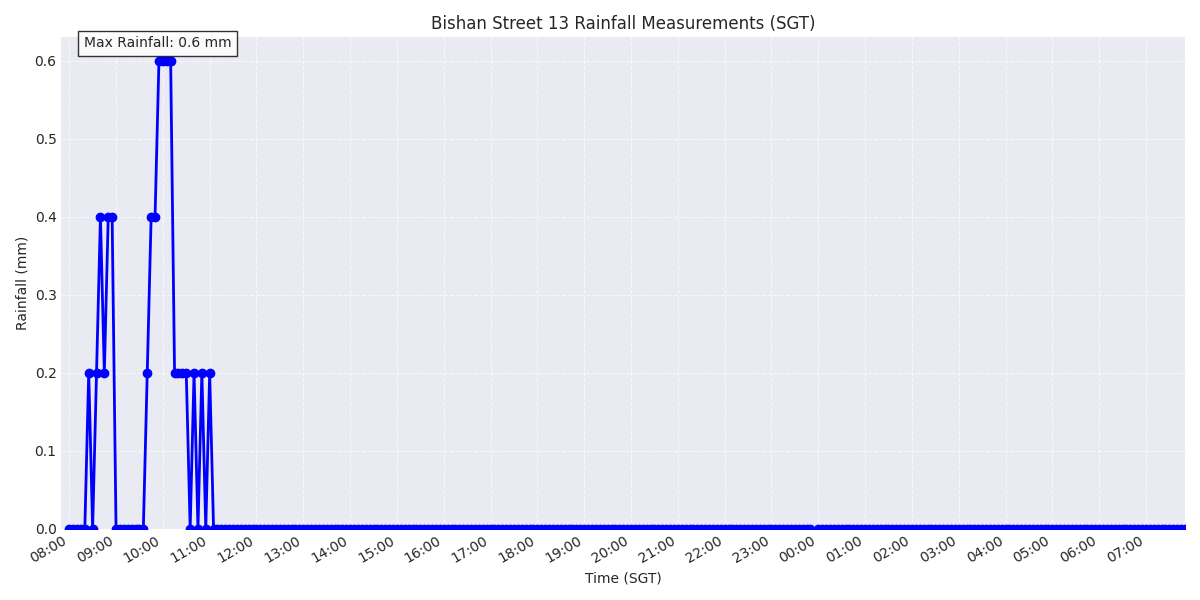 Bishan Street 13 Rainfall Measurements (SGT)
Max Rainfall: 0.6 mm
Rainfall (mm)
0.6
0.5
0.4
0.3
0.2
0.1
0.0
08:00 09:00 10:00 11:00 12:00 13:00 14:00 15:00 16:00 17:00 18:00 19:00 20:00 21:00 22:00 23:00 00:00 01:00 02:00 03:00 04:00 05:00 06:00 07:00
Time (SGT)